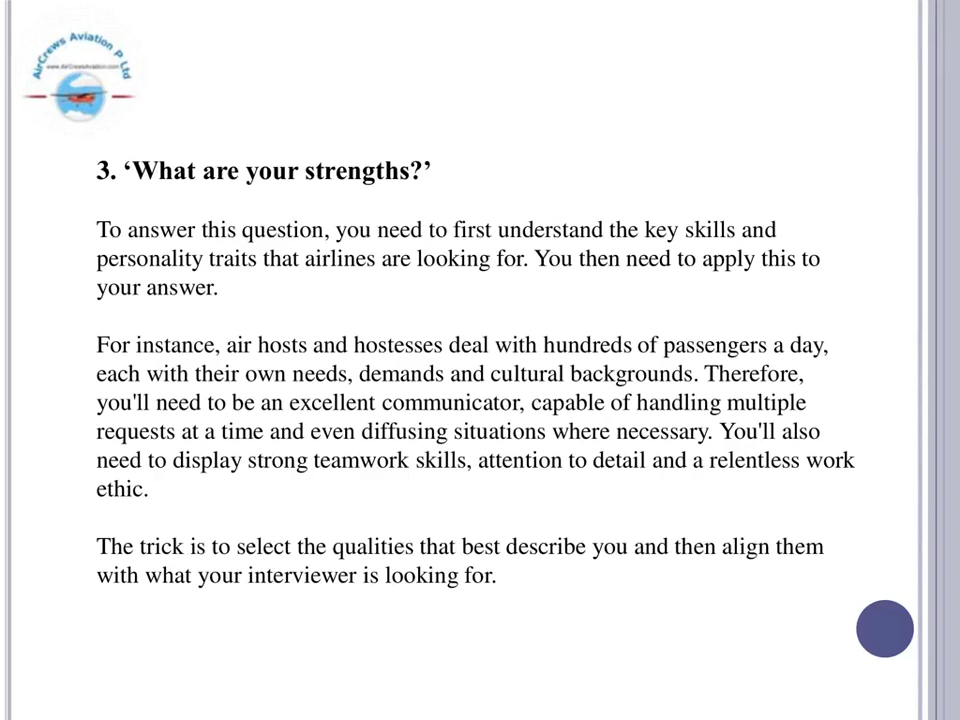 AirCrews Aviation P Ltd
www.AirCrewsAviation.com
3. ‘What are your strengths?’
To answer this question, you need to first understand the key skills and
personality traits that airlines are looking for. You then need to apply this to
your answer.
For instance, air hosts and hostesses deal with hundreds of passengers a day,
each with their own needs, demands and cultural backgrounds. Therefore,
you'll need to be an excellent communicator, capable of handling multiple
requests at a time and even diffusing situations where necessary. You'll also
need to display strong teamwork skills, attention to detail and a relentless work
ethic.
The trick is to select the qualities that best describe you and then align them
with what your interviewer is looking for.